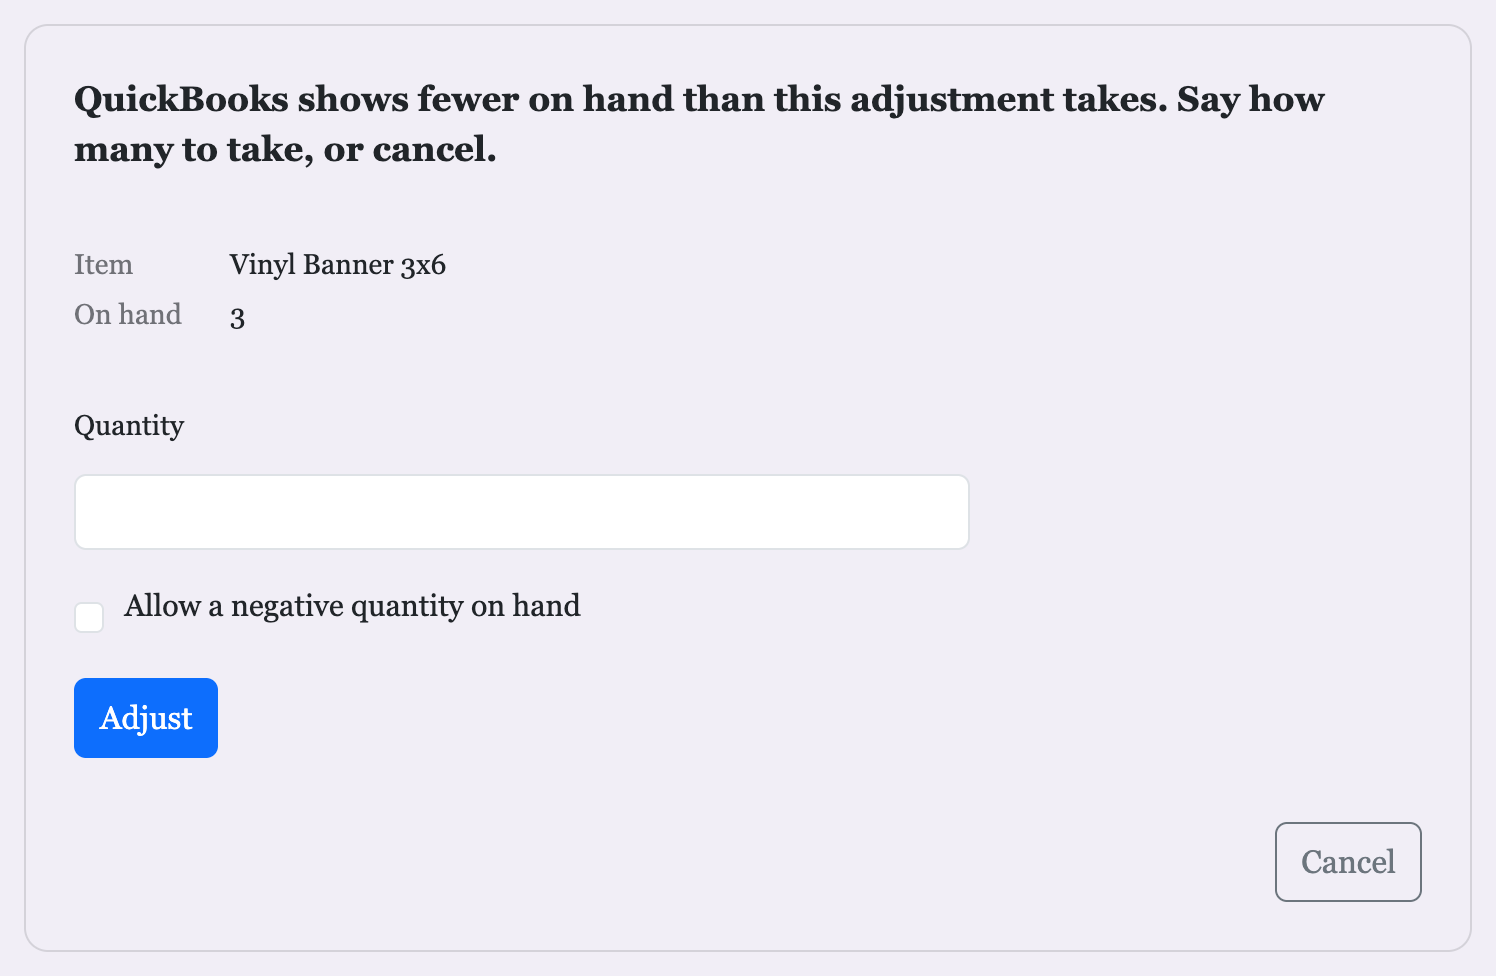 QuickBooks shows fewer on hand than this adjustment takes. Say how
many to take, or cancel.
Item Vinyl Banner 3x6
On hand 3
Quantity
Allow a negative quantity on hand
Adjust
Cancel